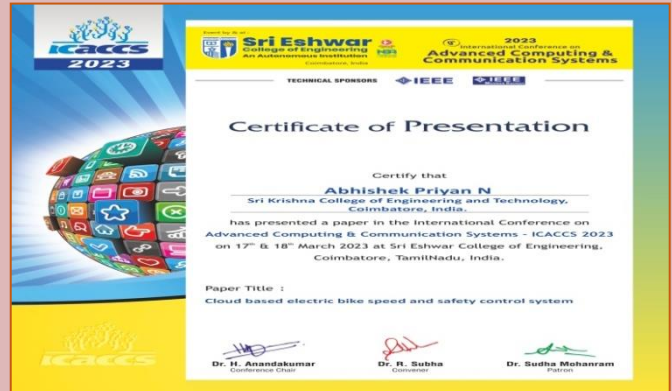 icaccs
2023
Event by & at -
Sri Eshwar
College of Engineering
An Autonomous Institution
Coimbatore, India
9th 2023
International Conference on
Advanced Computing &
Communication Systems
TECHNICAL SPONSORS
IEEE
IEEE
Certificate of Presentation
Certify that
Abhishek Priyan N
Sri Krishna College of Engineering and Technology,
Coimbatore, India.
has presented a paper in the International Conference on
Advanced Computing & Communication Systems - ICACCS 2023
on 17th & 18th March 2023 at Sri Eshwar College of Engineering,
Coimbatore, TamilNadu, India.
Paper Title :
Cloud based electric bike speed and safety control system
Dr. H. Anandakumar
Conference Chair
Dr. R. Subha
Convener
Dr. Sudha Mohanram
Patron
icaccs